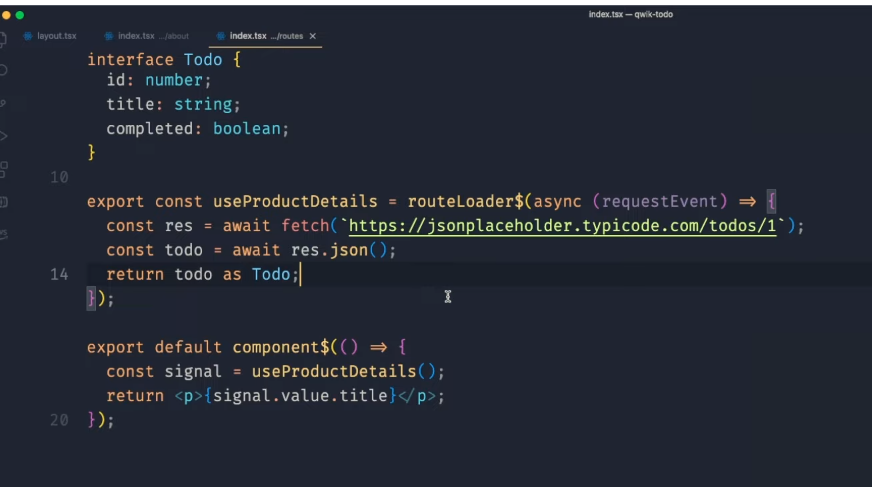 index.tsx — qwik-todo
layout.tsx index.tsx .../about index.tsx .../routes ×
interface Todo {
id: number;
title: string;
completed: boolean;
}
10
export const useProductDetails = routeLoader$(async (requestEvent) => {
const res = await fetch(`https://jsonplaceholder.typicode.com/todos/1`);
const todo = await res.json();
14 return todo as Todo;
});
export default component$(() => {
const signal = useProductDetails();
return <p>{signal.value.title}</p>;
20 });